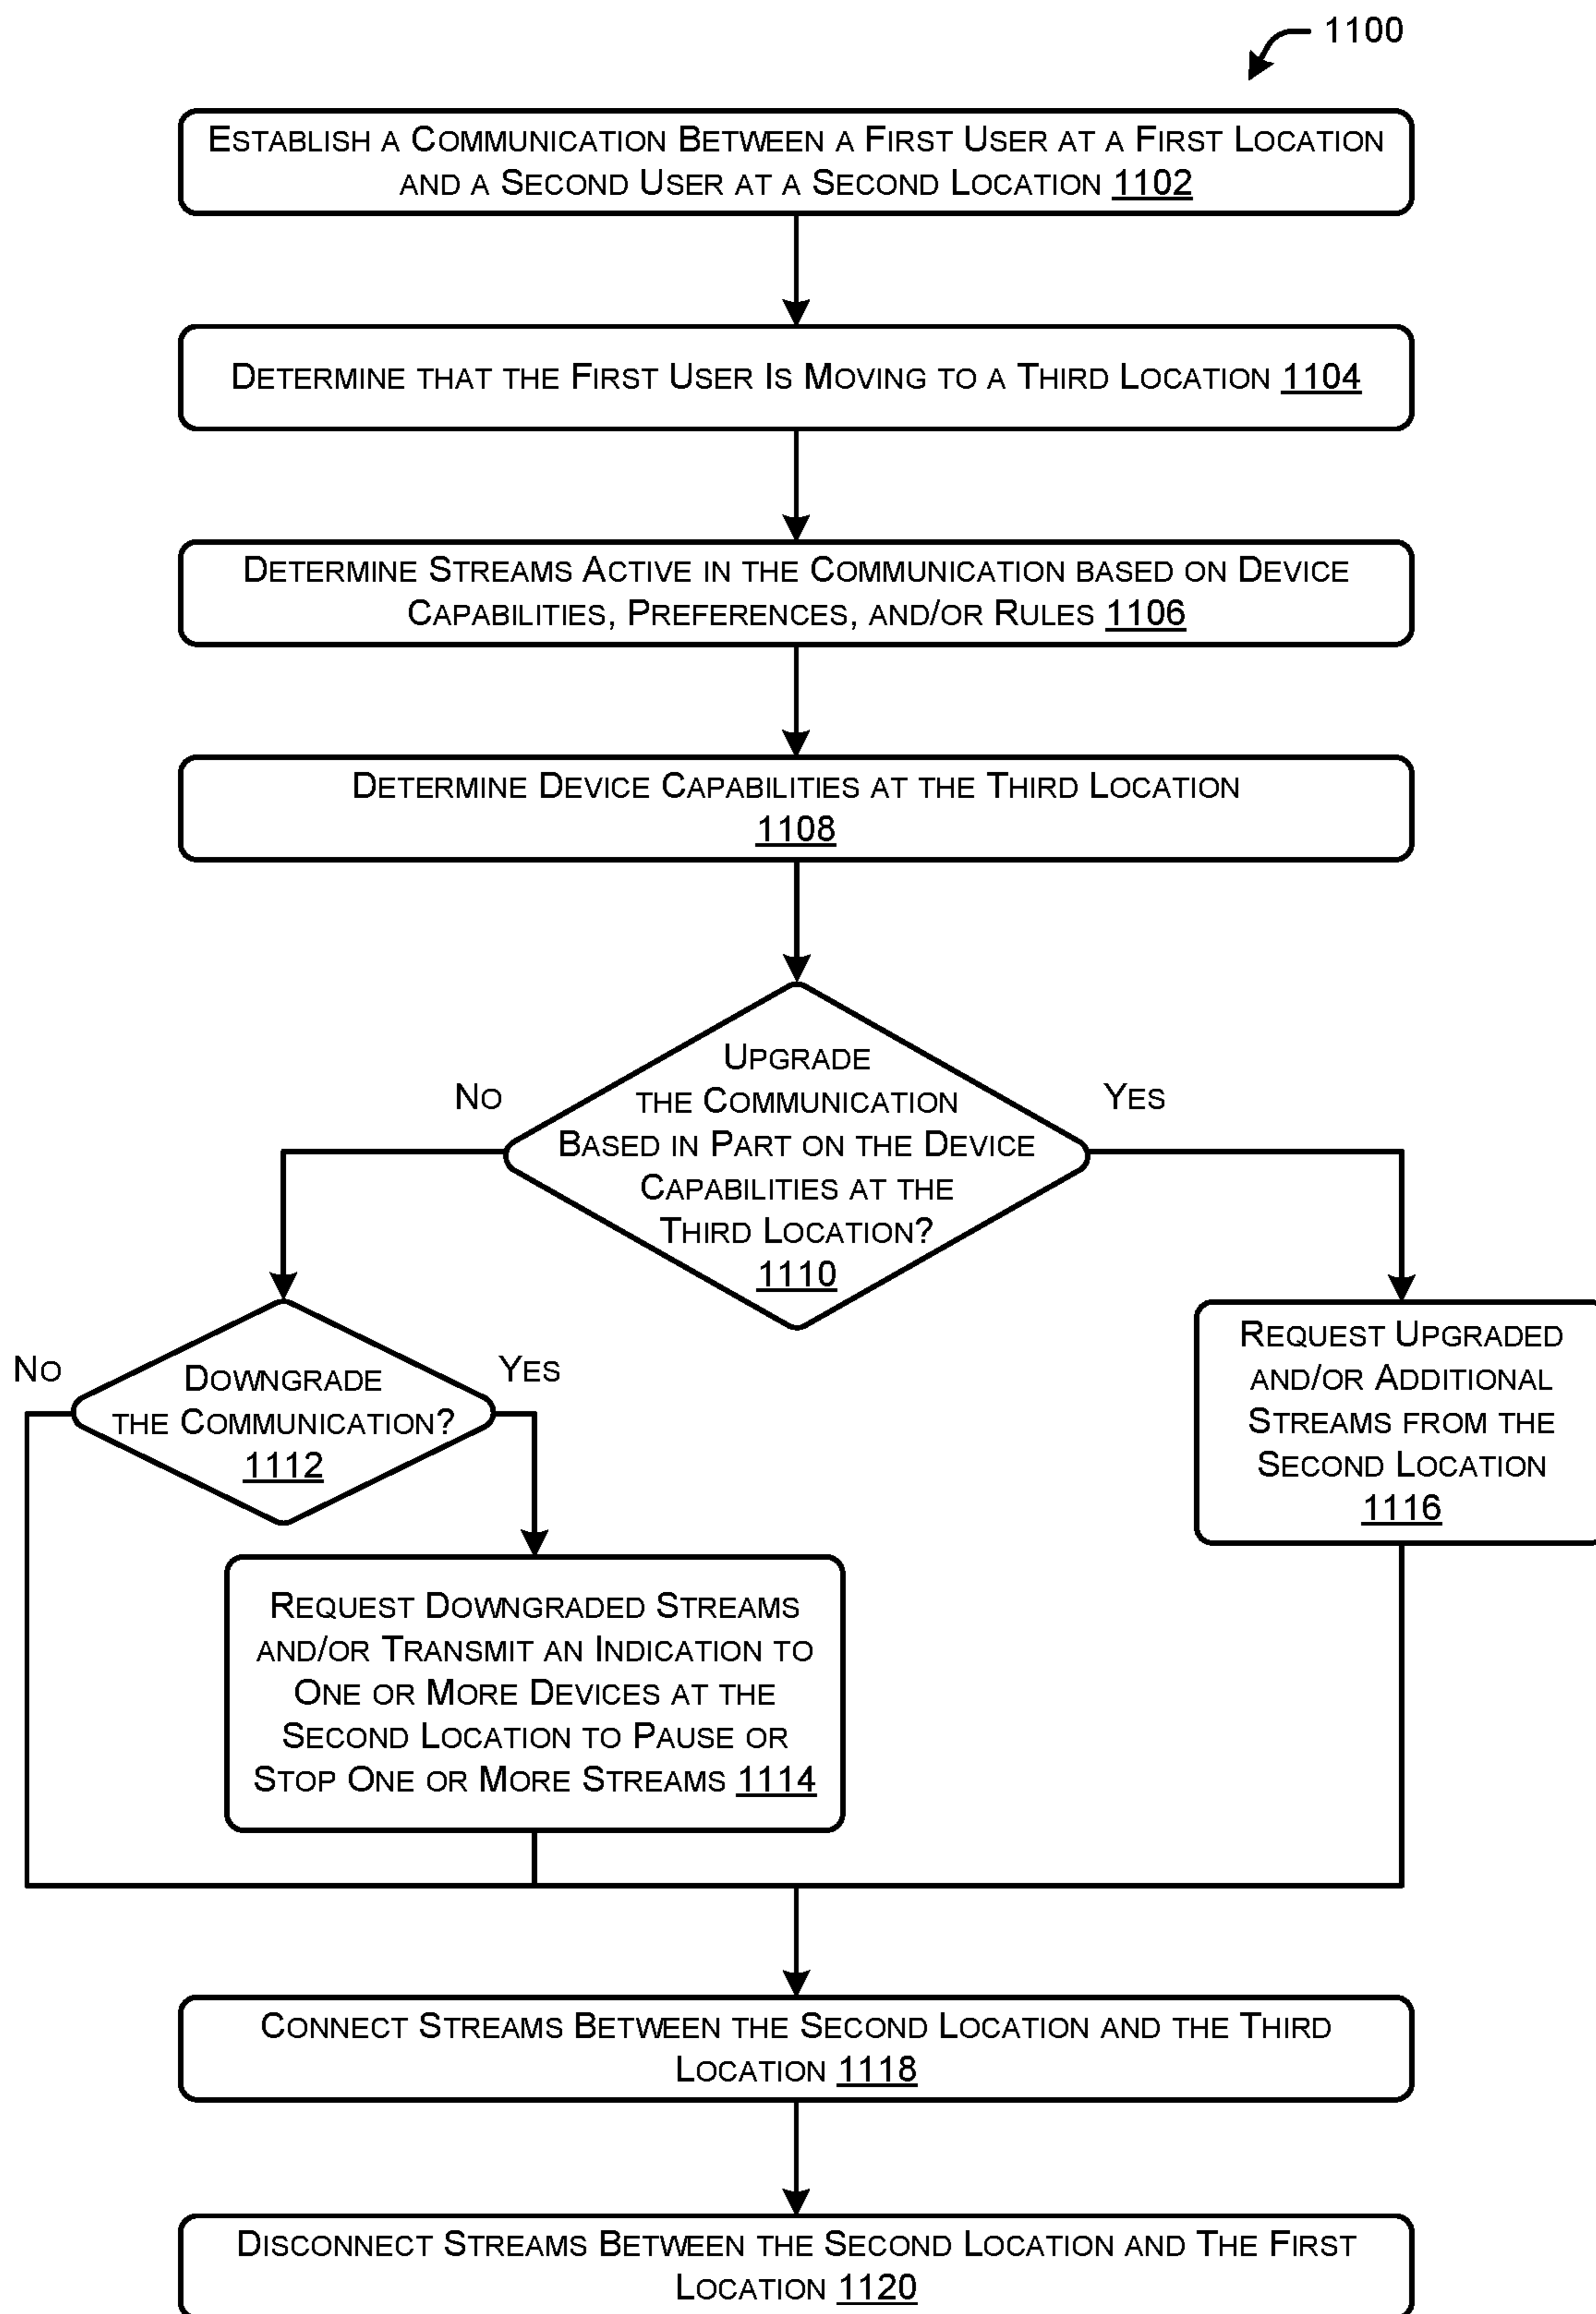 1100
ESTABLISH A COMMUNICATION BETWEEN A FIRST USER AT A FIRST LOCATION
AND A SECOND USER AT A SECOND LOCATION 1102
DETERMINE THAT THE FIRST USER IS MOVING TO A THIRD LOCATION 1104
DETERMINE STREAMS ACTIVE IN THE COMMUNICATION BASED ON DEVICE
CAPABILITIES, PREFERENCES, AND/OR RULES 1106
DETERMINE DEVICE CAPABILITIES AT THE THIRD LOCATION
1108
UPGRADE
THE COMMUNICATION
BASED IN PART ON THE DEVICE
CAPABILITIES AT THE
THIRD LOCATION?
1110
NO
YES
DOWNGRADE
THE COMMUNICATION?
1112
NO
YES
REQUEST UPGRADED
AND/OR ADDITIONAL
STREAMS FROM THE
SECOND LOCATION
1116
REQUEST DOWNGRADED STREAMS
AND/OR TRANSMIT AN INDICATION TO
ONE OR MORE DEVICES AT THE
SECOND LOCATION TO PAUSE OR
STOP ONE OR MORE STREAMS 1114
CONNECT STREAMS BETWEEN THE SECOND LOCATION AND THE THIRD
LOCATION 1118
DISCONNECT STREAMS BETWEEN THE SECOND LOCATION AND THE FIRST
LOCATION 1120